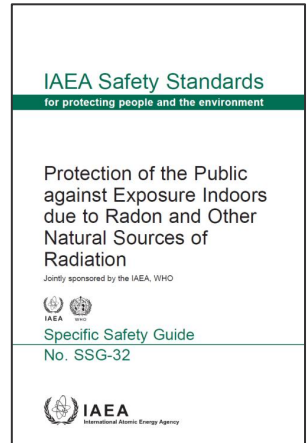 IAEA Safety Standards
for protecting people and the environment
Protection of the Public
against Exposure Indoors
due to Radon and Other
Natural Sources of
Radiation
Jointly sponsored by the IAEA, WHO
IAEA WHO
Specific Safety Guide
No. SSG-32
IAEA
International Atomic Energy Agency